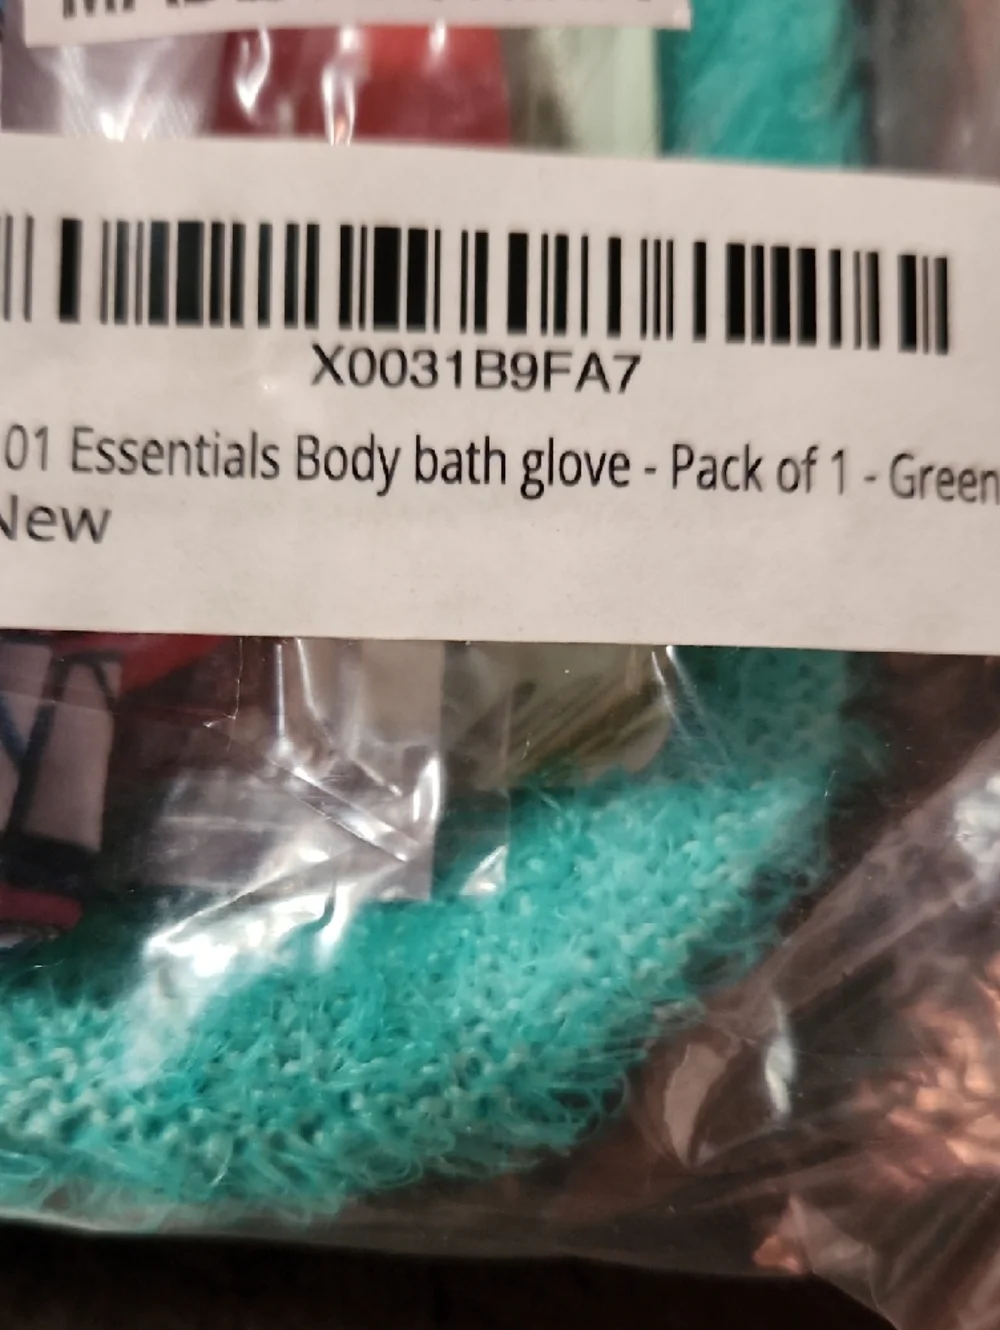 X0031B9FA7
01 Essentials Body bath glove - Pack of 1 - Green
New